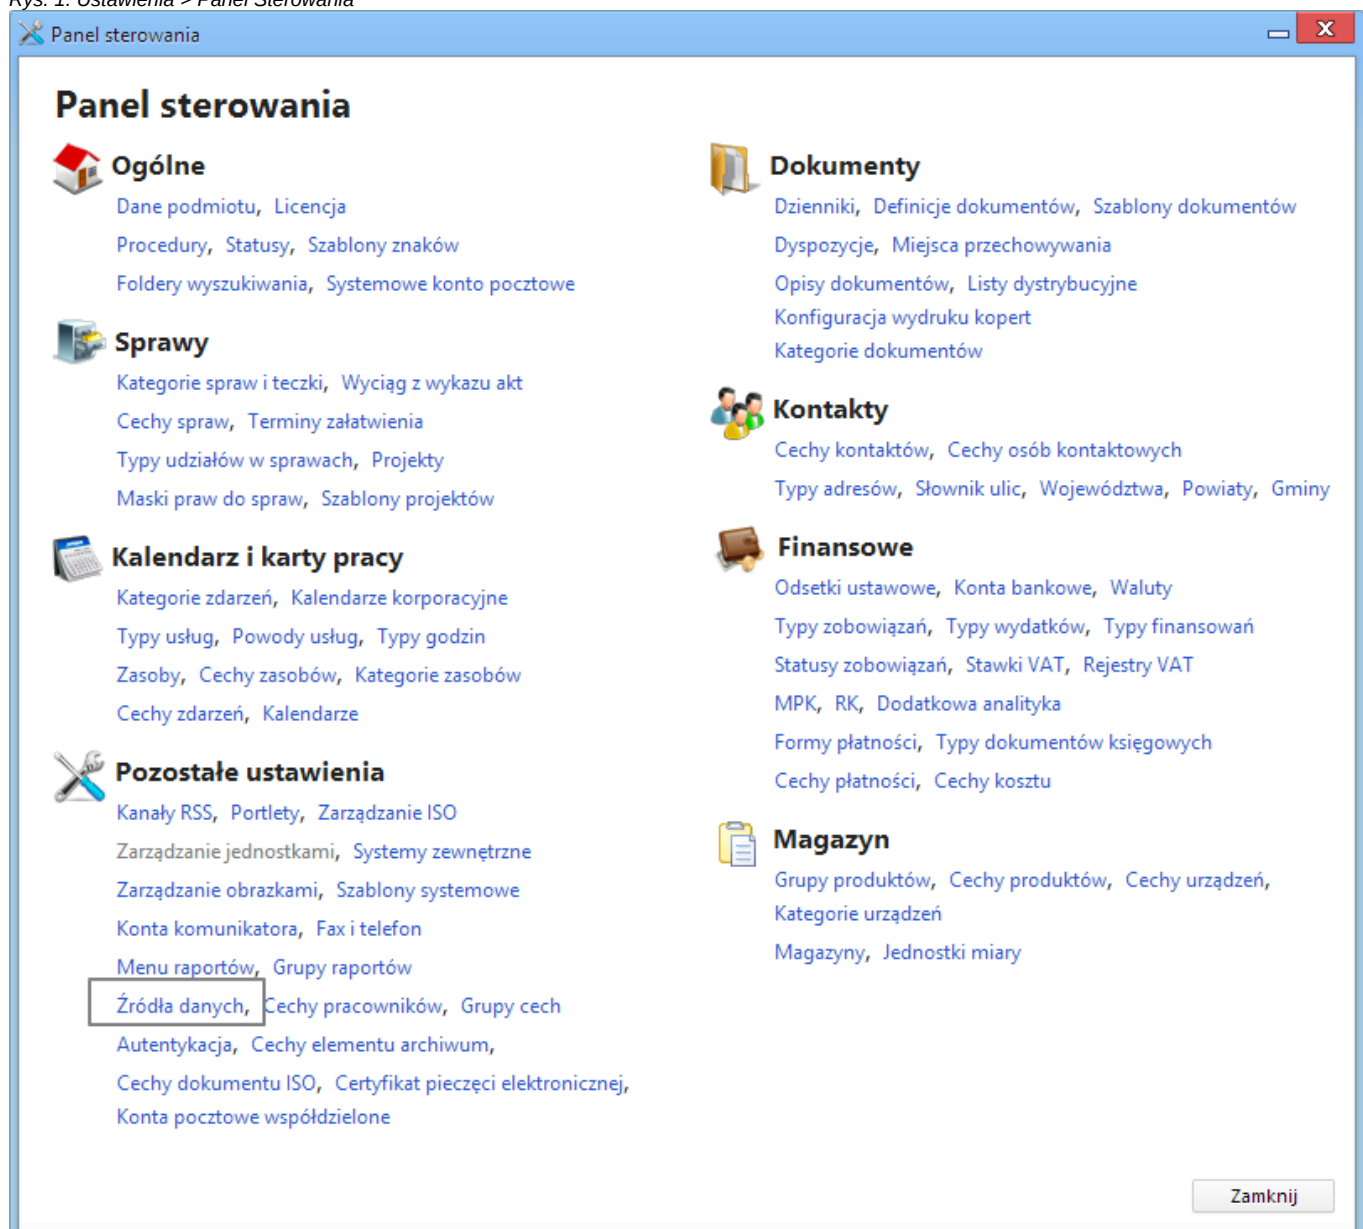 Rys. 1. Ustawienia > Panel Sterowania
Panel sterowania
X
Panel sterowania
Ogólne
Dane podmiotu, Licencja
Procedury, Statusy, Szablony znaków
Foldery wyszukiwania, Systemowe konto pocztowe
Sprawy
Kategorie spraw i teczki, Wyciąg z wykazu akt
Cechy spraw, Terminy załatwienia
Typy udziałów w sprawach, Projekty
Maski praw do spraw, Szablony projektów
Kalendarz i karty pracy
Kategorie zdarzeń, Kalendarze korporacyjne
Typy usług, Powody usług, Typy godzin
Zasoby, Cechy zasobów, Kategorie zasobów
Cechy zdarzeń, Kalendarze
Pozostałe ustawienia
Kanały RSS, Portlety, Zarządzanie ISO
Zarządzanie jednostkami, Systemy zewnętrzne
Zarządzanie obrazkami, Szablony systemowe
Konta komunikatora, Fax i telefon
Menu raportów, Grupy raportów
Źródła danych, Cechy pracowników, Grupy cech
Autentykacja, Cechy elementu archiwum,
Cechy dokumentu ISO, Certyfikat pieczęci elektronicznej,
Konta pocztowe współdzielone
Dokumenty
Dzienniki, Definicje dokumentów, Szablony dokumentów
Dyspozycje, Miejsca przechowywania
Opisy dokumentów, Listy dystrybucyjne
Konfiguracja wydruku kopert
Kategorie dokumentów
Kontakty
Cechy kontaktów, Cechy osób kontaktowych
Typy adresów, Słownik ulic, Województwa, Powiaty, Gminy
Finansowe
Odsetki ustawowe, Konta bankowe, Waluty
Typy zobowiązań, Typy wydatków, Typy finansowań
Statusy zobowiązań, Stawki VAT, Rejestry VAT
MPK, RK, Dodatkowa analityka
Formy płatności, Typy dokumentów księgowych
Cechy płatności, Cechy kosztu
Magazyn
Grupy produktów, Cechy produktów, Cechy urządzeń,
Kategorie urządzeń
Magazyny, Jednostki miary
Zamknij